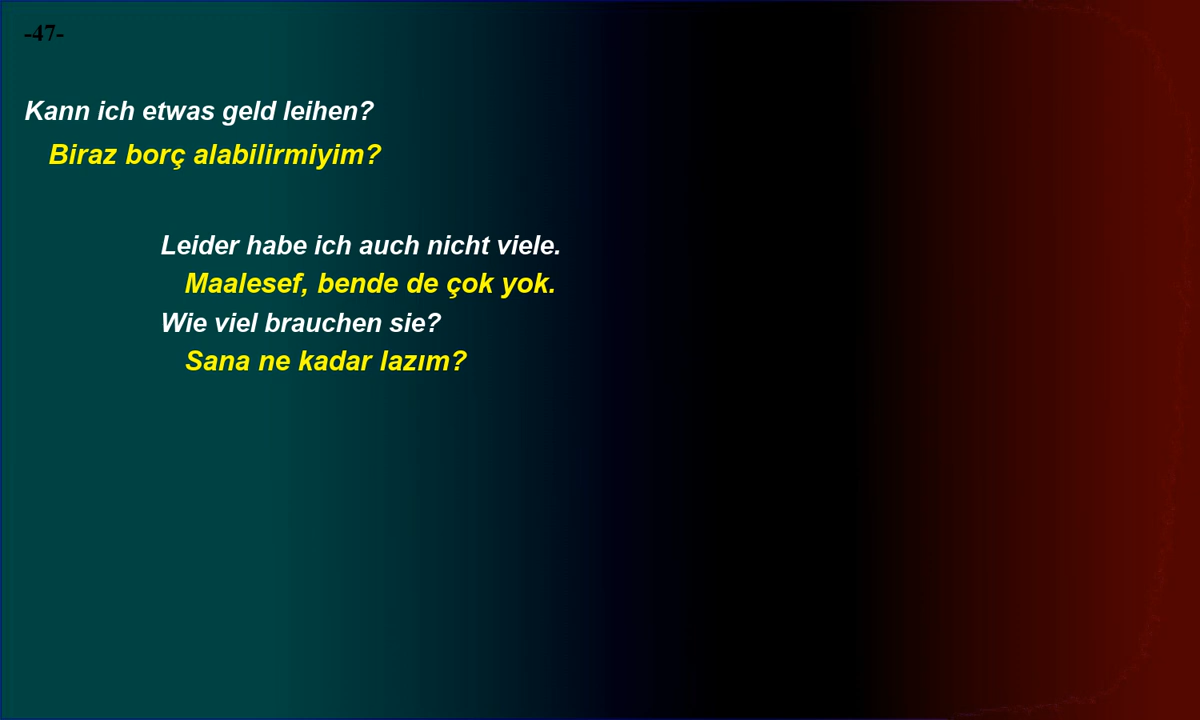 -47-
Kann ich etwas geld leihen?
Biraz borç alabilirmiyim?
Leider habe ich auch nicht viele.
Maalesef, bende de çok yok.
Wie viel brauchen sie?
Sana ne kadar lazım?